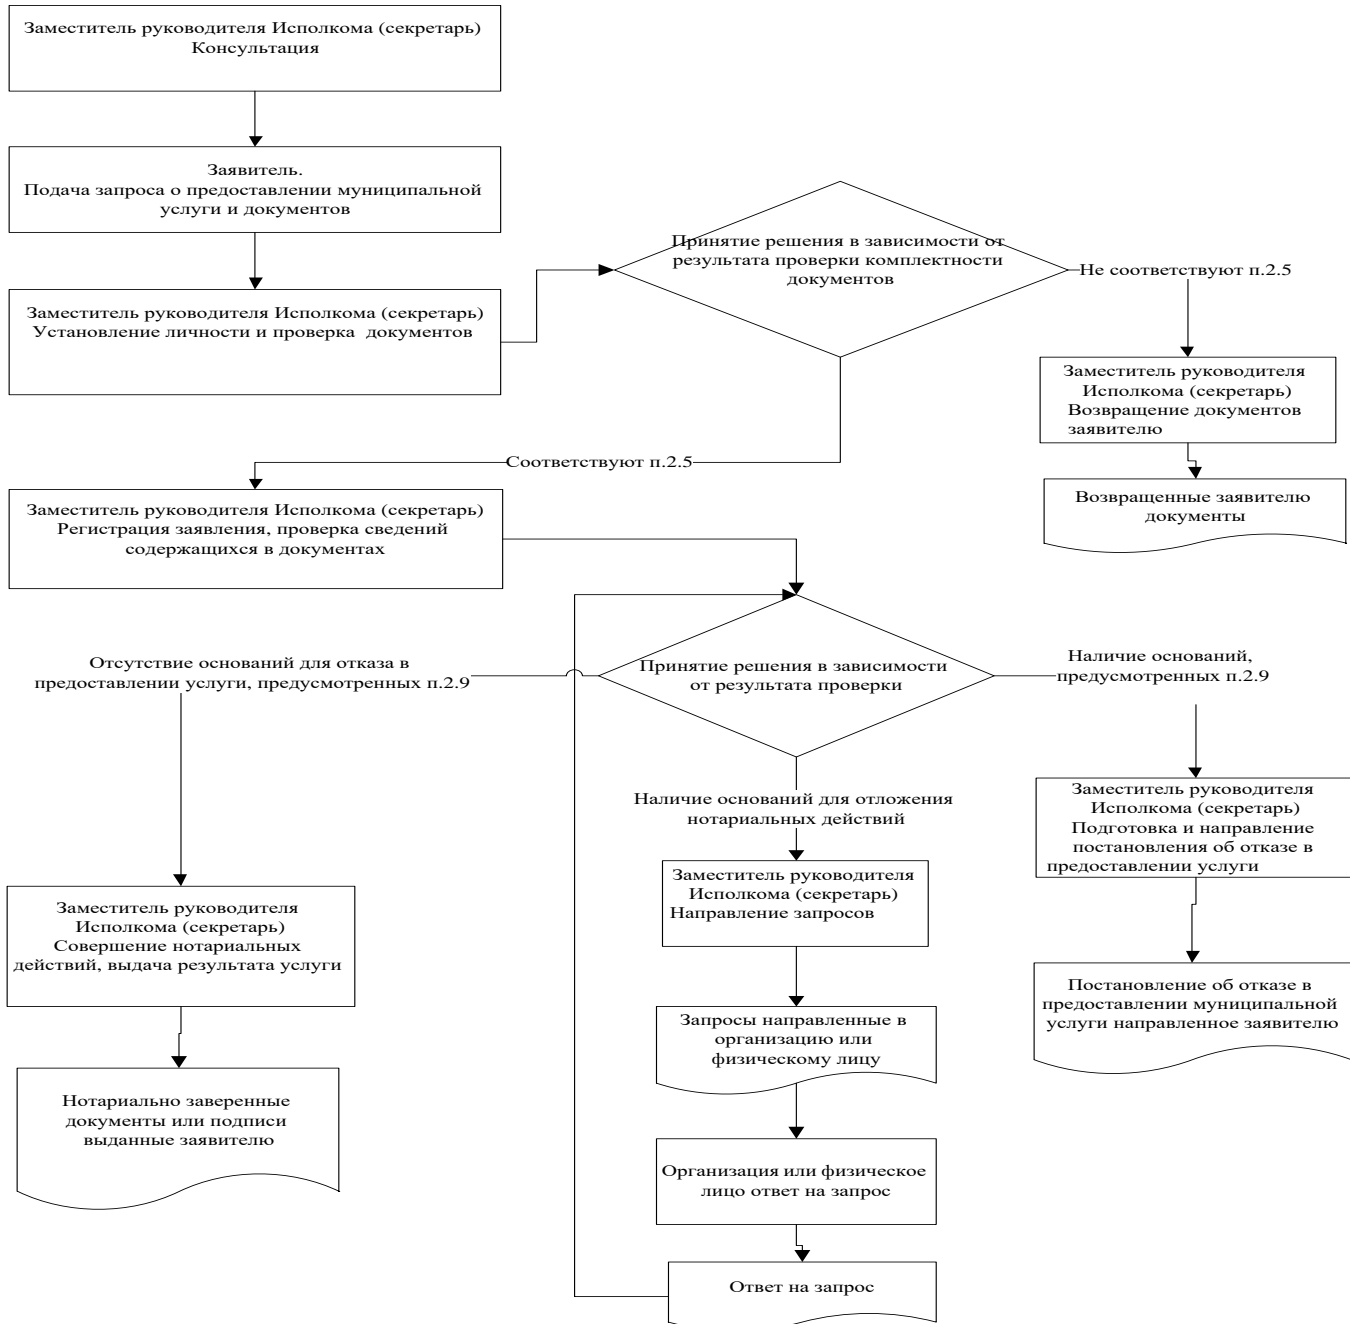 Заместитель руководителя Исполкома (секретарь)
Консультация
Заявитель.
Подача запроса о предоставлении муниципальной
услуги и документов
Заместитель руководителя Исполкома (секретарь)
Установление личности и проверка документов
Принятие решения в зависимости от
результата проверки комплектности
документов
Не соответствуют п.2.5
Заместитель руководителя
Исполкома (секретарь)
Возвращение документов
заявителю
Возвращенные заявителю
документы
Соответствуют п.2.5
Заместитель руководителя Исполкома (секретарь)
Регистрация заявления, проверка сведений
содержащихся в документах
Принятие решения в зависимости
от результата проверки
Отсутствие оснований для отказа в
предоставлении услуги, предусмотренных п.2.9
Наличие оснований,
предусмотренных п.2.9
Наличие оснований для отложения
нотариальных действий
Заместитель руководителя
Исполкома (секретарь)
Подготовка и направление
постановления об отказе в
предоставлении услуги
Заместитель руководителя
Исполкома (секретарь)
Направление запросов
Заместитель руководителя
Исполкома (секретарь)
Совершение нотариальных
действий, выдача результата услуги
Постановление об отказе в
предоставлении муниципальной
услуги направленное заявителю
Запросы направленные в
организацию или
физическому лицу
Нотариально заверенные
документы или подписи
выданные заявителю
Организация или физическое
лицо ответ на запрос
Ответ на запрос